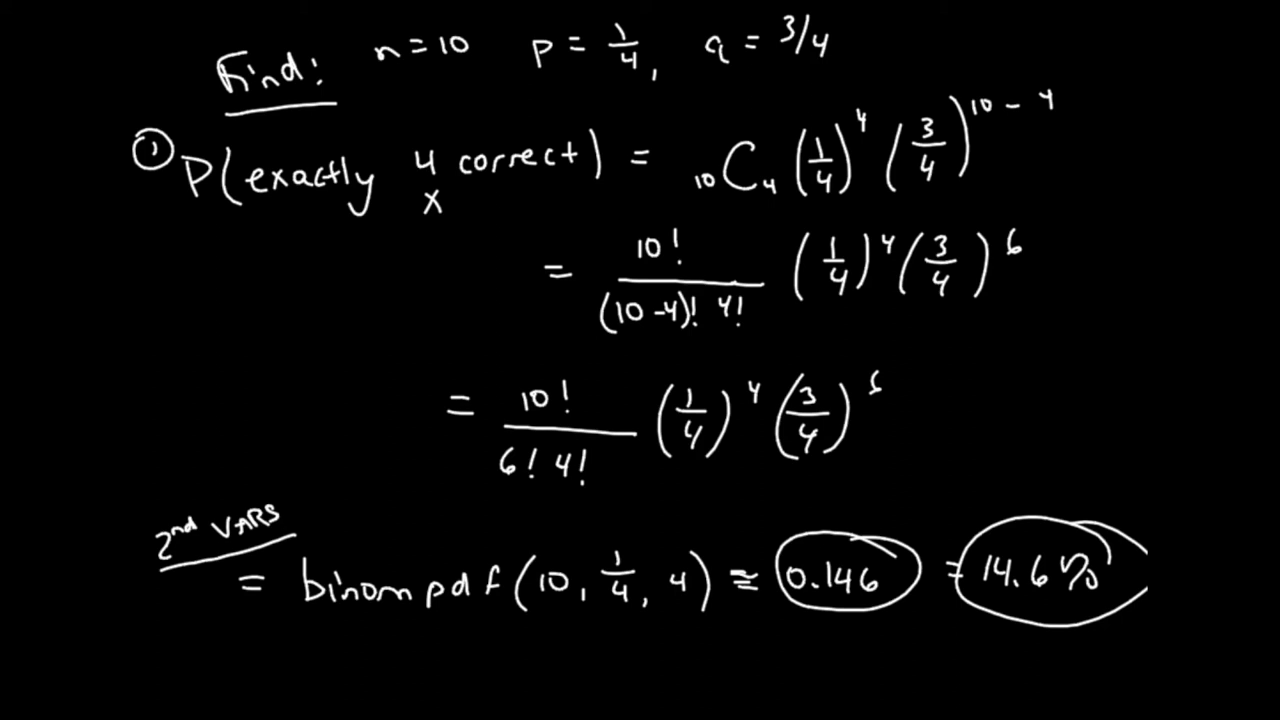 Find: n = 10 p = 1/4, q = 3/4
① P(exactly 4 correct) = ₁₀C₄ (1/4)^4 (3/4)^(10 - 4)
x
= 10! / (10-4)! 4! (1/4)^4 (3/4)^6
= 10! / 6! 4! (1/4)^4 (3/4)^6
2nd VARS
= binompdf(10, 1/4, 4) ≅ 0.146 = 14.6%